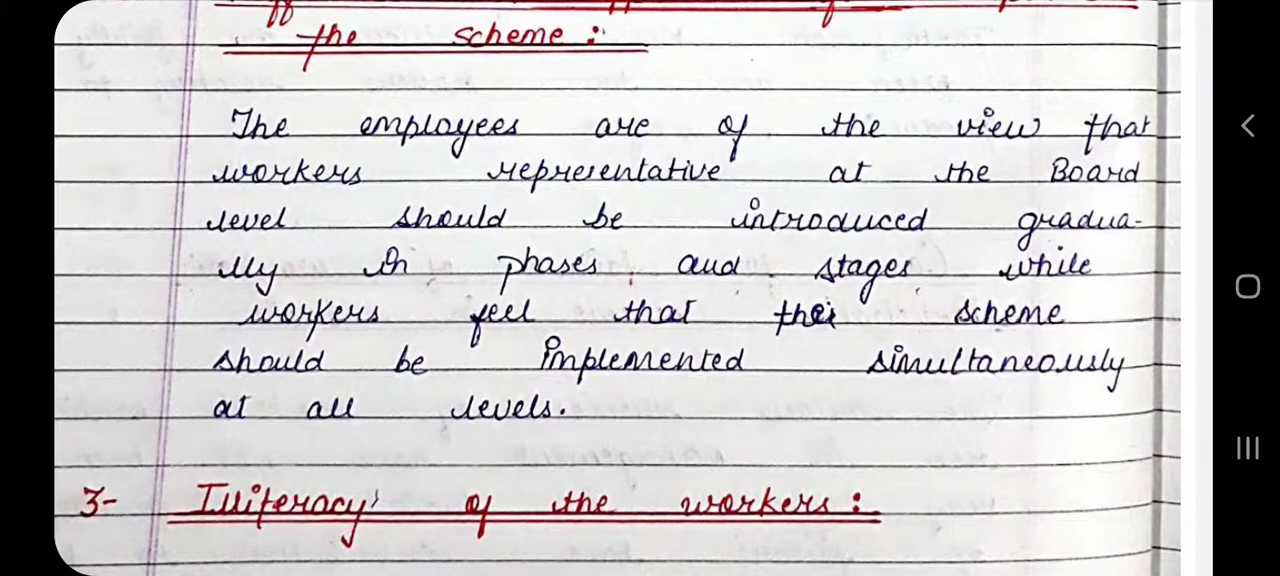 the scheme :
The employees are of the view that
workers representative at the Board
level should be introduced gradua-
lly in phases and stages while
workers feel that their scheme
should be implemented simultaneously
at all levels.
3- Illiteracy of the workers :